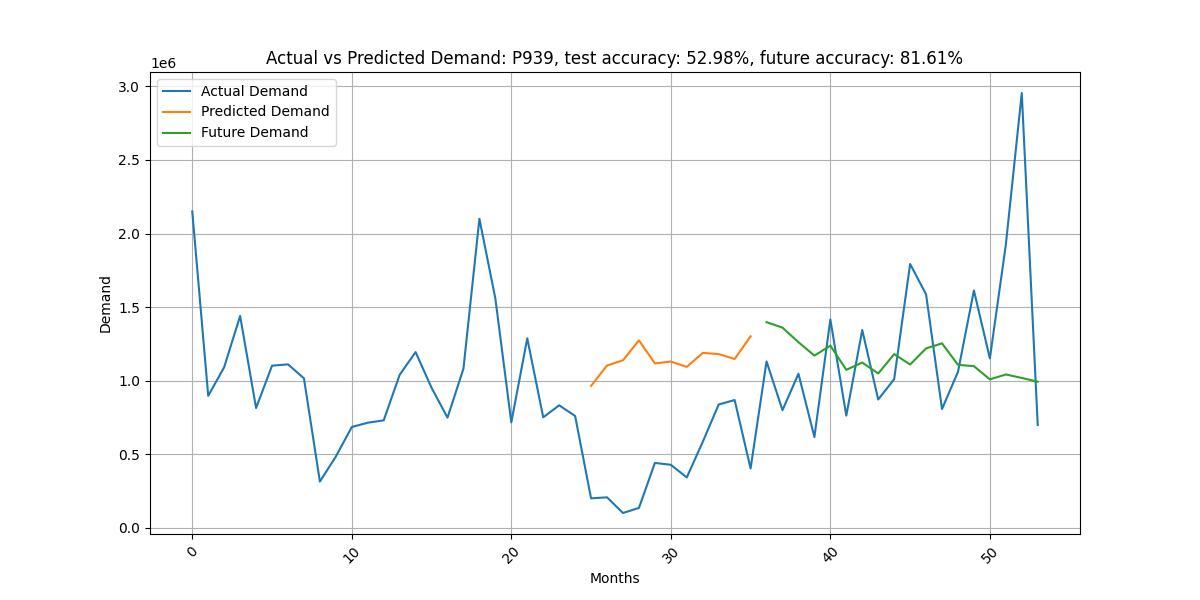 Actual vs Predicted Demand: P939, test accuracy: 52.98%, future accuracy: 81.61%
1e6
Actual Demand
Predicted Demand
Future Demand
3.0
2.5
2.0
1.5
1.0
0.5
0.0
Demand
0 10 20 30 40 50
Months